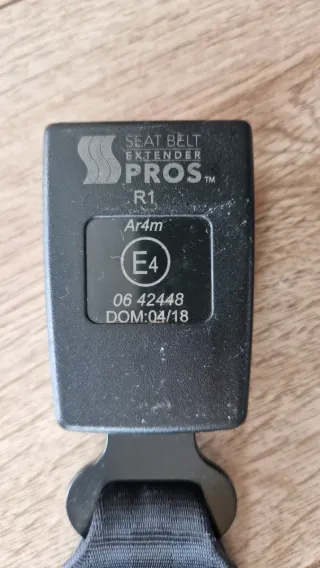 SEAT BELT
EXTENDER
PROS™
R1
Ar4m
E4
06 42448
DOM:04/18